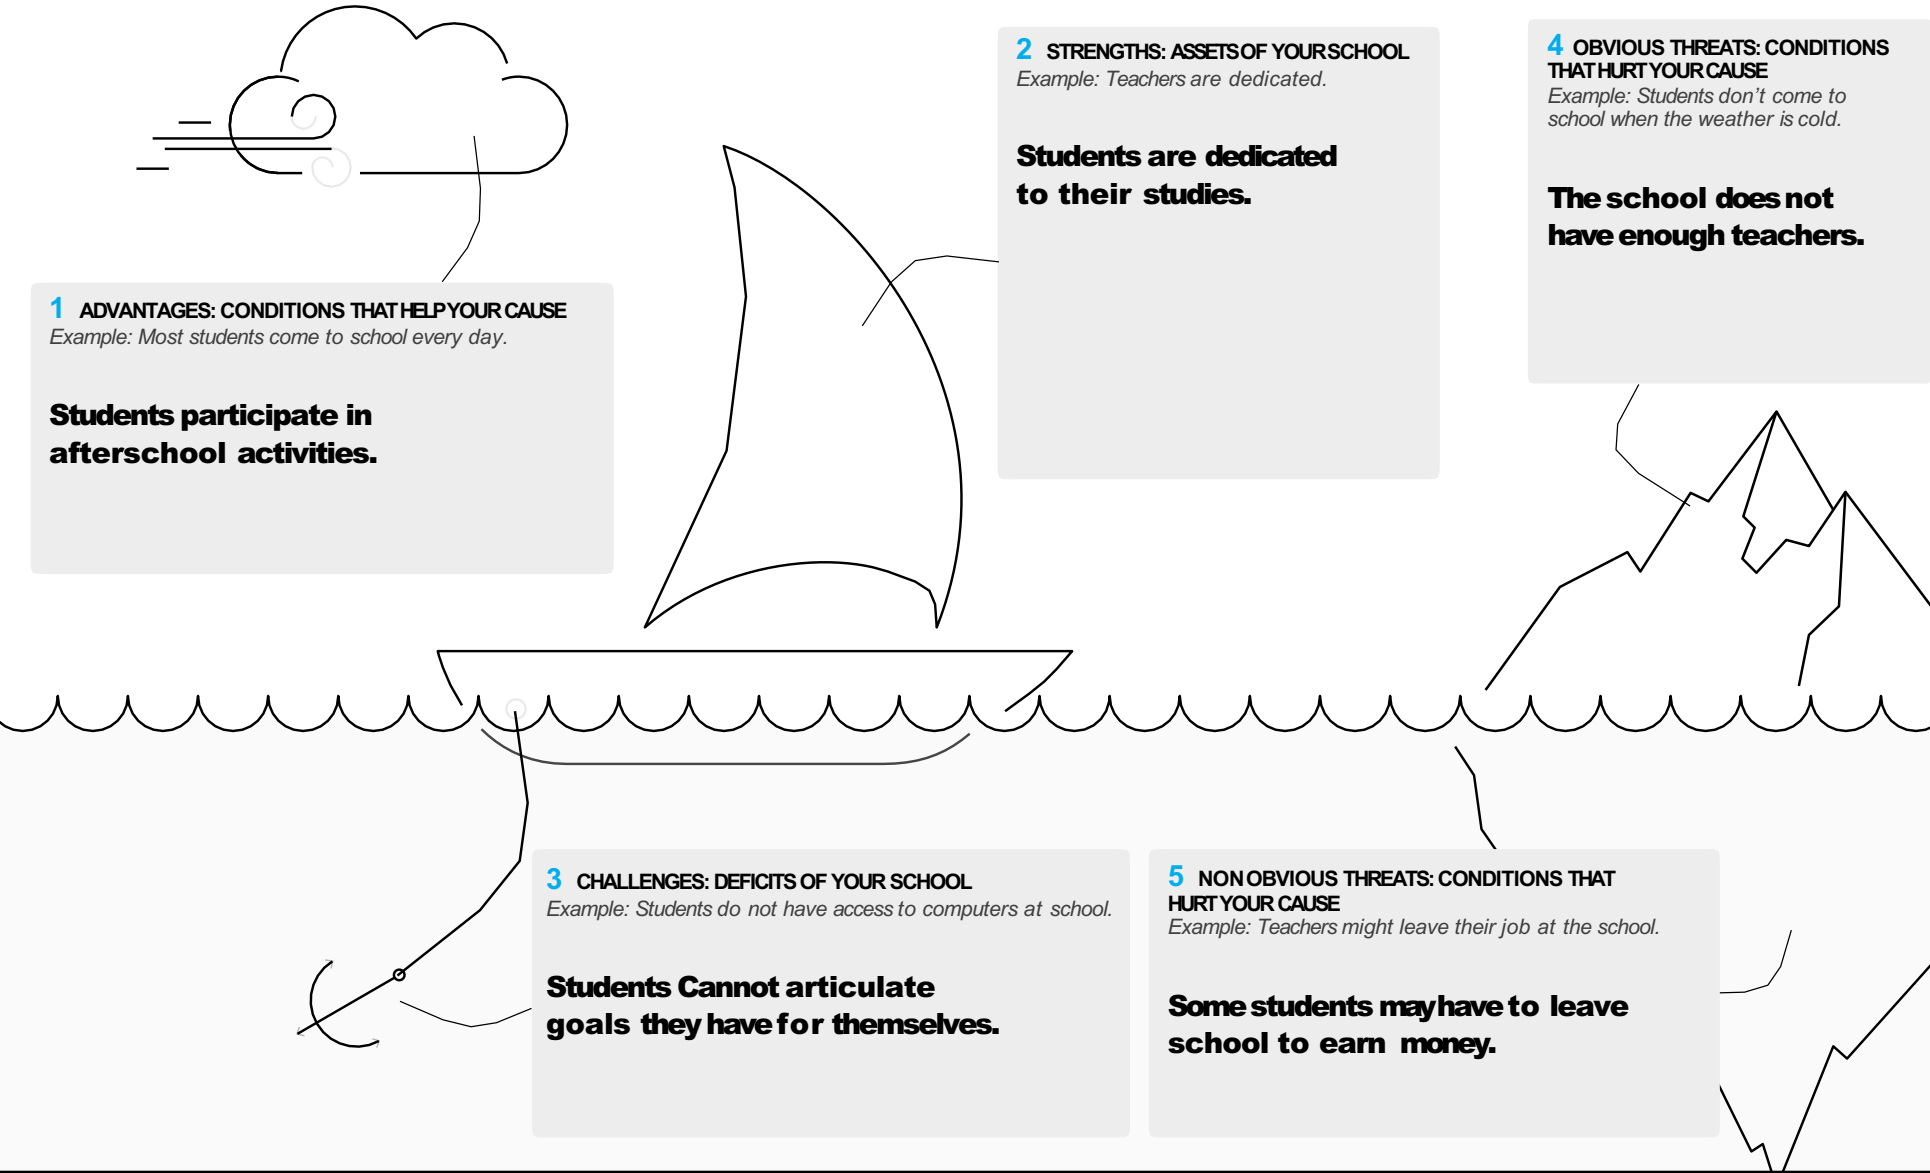 1 ADVANTAGES: CONDITIONS THAT HELP YOUR CAUSE
Example: Most students come to school every day.
Students participate in
afterschool activities.
2 STRENGTHS: ASSETS OF YOUR SCHOOL
Example: Teachers are dedicated.
Students are dedicated
to their studies.
3 CHALLENGES: DEFICITS OF YOUR SCHOOL
Example: Students do not have access to computers at school.
Students Cannot articulate
goals they have for themselves.
4 OBVIOUS THREATS: CONDITIONS
THAT HURT YOUR CAUSE
Example: Students don’t come to
school when the weather is cold.
The school does not
have enough teachers.
5 NON OBVIOUS THREATS: CONDITIONS THAT
HURT YOUR CAUSE
Example: Teachers might leave their job at the school.
Some students may have to leave
school to earn money.